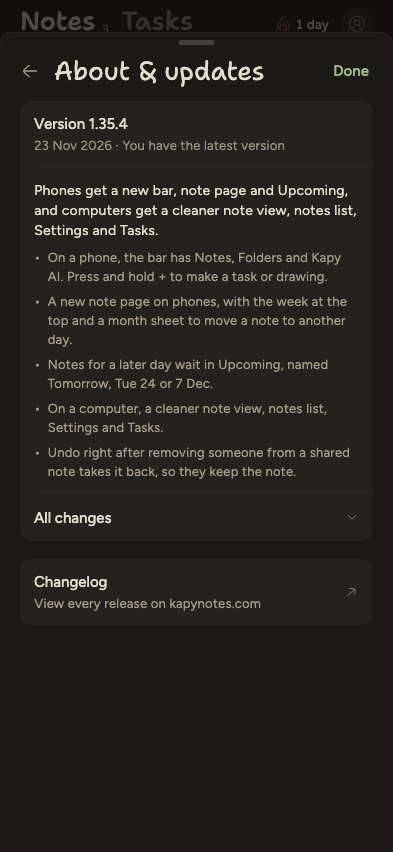 Notes 3 Tasks
1 day
About & updates
Done
Version 1.35.4
23 Nov 2026 · You have the latest version
Phones get a new bar, note page and Upcoming,
and computers get a cleaner note view, notes list,
Settings and Tasks.
• On a phone, the bar has Notes, Folders and Kapy
AI. Press and hold + to make a task or drawing.
• A new note page on phones, with the week at the
top and a month sheet to move a note to another
day.
• Notes for a later day wait in Upcoming, named
Tomorrow, Tue 24 or 7 Dec.
• On a computer, a cleaner note view, notes list,
Settings and Tasks.
• Undo right after removing someone from a shared
note takes it back, so they keep the note.
All changes
Changelog
View every release on kapynotes.com